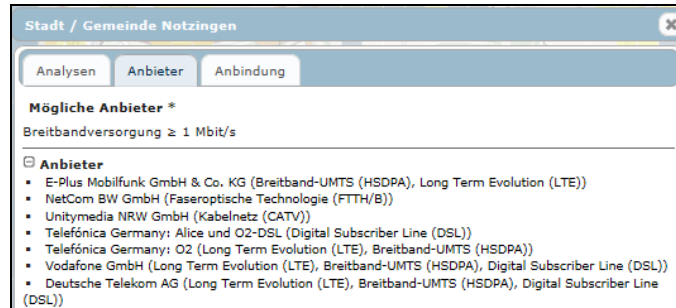 Stadt / Gemeinde Notzingen
Analysen Anbieter Anbindung
Mögliche Anbieter *
Breitbandversorgung ≥ 1 Mbit/s
Anbieter
▪ E-Plus Mobilfunk GmbH & Co. KG (Breitband-UMTS (HSDPA), Long Term Evolution (LTE))
▪ NetCom BW GmbH (Faseroptische Technologie (FTTH/B))
▪ Unitymedia NRW GmbH (Kabelnetz (CATV))
▪ Telefónica Germany: Alice und O2-DSL (Digital Subscriber Line (DSL))
▪ Telefónica Germany: O2 (Long Term Evolution (LTE), Breitband-UMTS (HSDPA))
▪ Vodafone GmbH (Long Term Evolution (LTE), Breitband-UMTS (HSDPA), Digital Subscriber Line (DSL))
▪ Deutsche Telekom AG (Long Term Evolution (LTE), Breitband-UMTS (HSDPA), Digital Subscriber Line
(DSL))